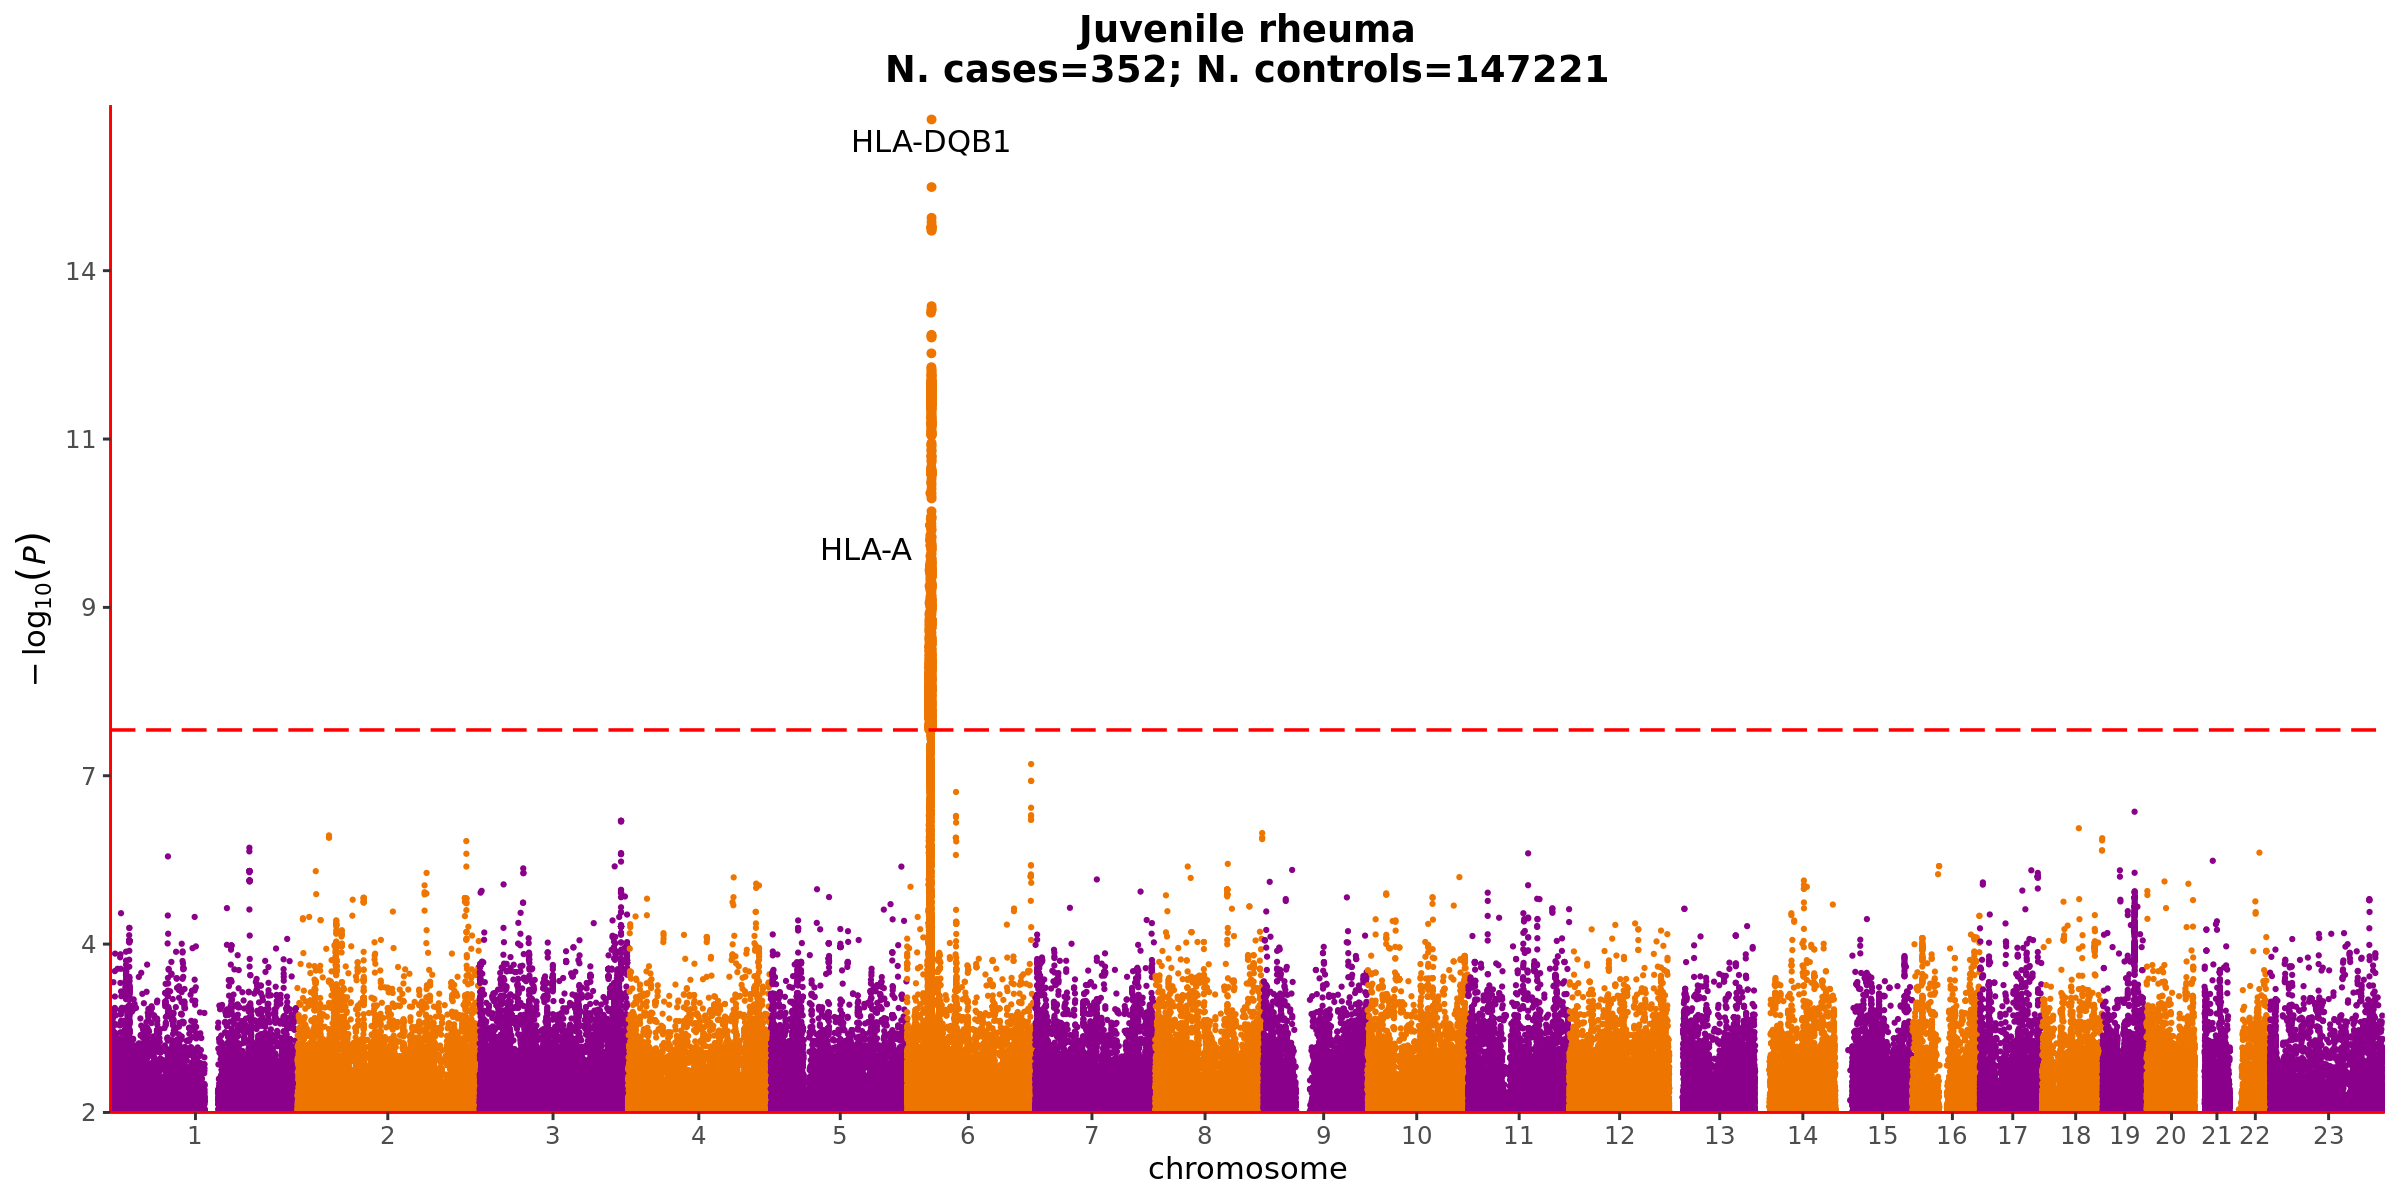 Juvenile rheuma
N. cases=352; N. controls=147221
HLA-DQB1
14
11
HLA-A
9
7
4
2
−log10(P)
1 2 3 4 5 6 7 8 9 10 11 12 13 14 15 16 17 18 19 20 21 22 23
chromosome